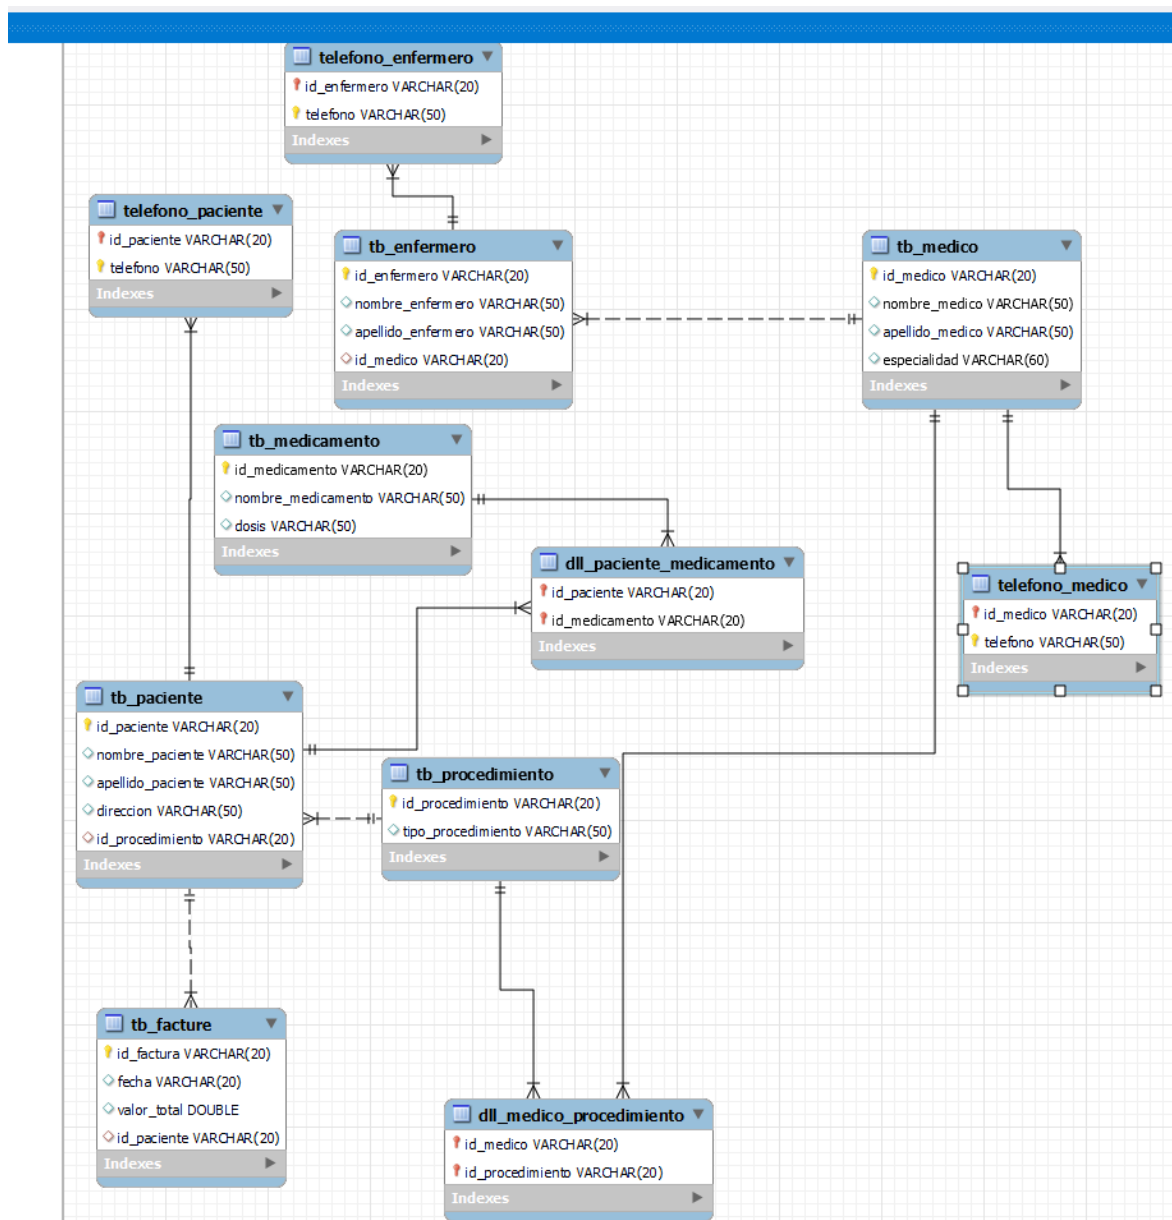 telefono_enfermero
id_enfermero VARCHAR(20)
telefono VARCHAR(50)
Indexes
telefono_paciente
id_paciente VARCHAR(20)
telefono VARCHAR(50)
Indexes
tb_enfermero
id_enfermero VARCHAR(20)
nombre_enfermero VARCHAR(50)
apellido_enfermero VARCHAR(50)
id_medico VARCHAR(20)
Indexes
tb_medico
id_medico VARCHAR(20)
nombre_medico VARCHAR(50)
apellido_medico VARCHAR(50)
especialidad VARCHAR(60)
Indexes
tb_medicamento
id_medicamento VARCHAR(20)
nombre_medicamento VARCHAR(50)
dosis VARCHAR(50)
Indexes
dll_paciente_medicamento
id_paciente VARCHAR(20)
id_medicamento VARCHAR(20)
Indexes
telefono_medico
id_medico VARCHAR(20)
telefono VARCHAR(50)
Indexes
tb_paciente
id_paciente VARCHAR(20)
nombre_paciente VARCHAR(50)
apellido_paciente VARCHAR(50)
direccion VARCHAR(50)
id_procedimiento VARCHAR(20)
Indexes
tb_procedimiento
id_procedimiento VARCHAR(20)
tipo_procedimiento VARCHAR(50)
Indexes
tb_facture
id_factura VARCHAR(20)
fecha VARCHAR(20)
valor_total DOUBLE
id_paciente VARCHAR(20)
Indexes
dll_medico_procedimiento
id_medico VARCHAR(20)
id_procedimiento VARCHAR(20)
Indexes